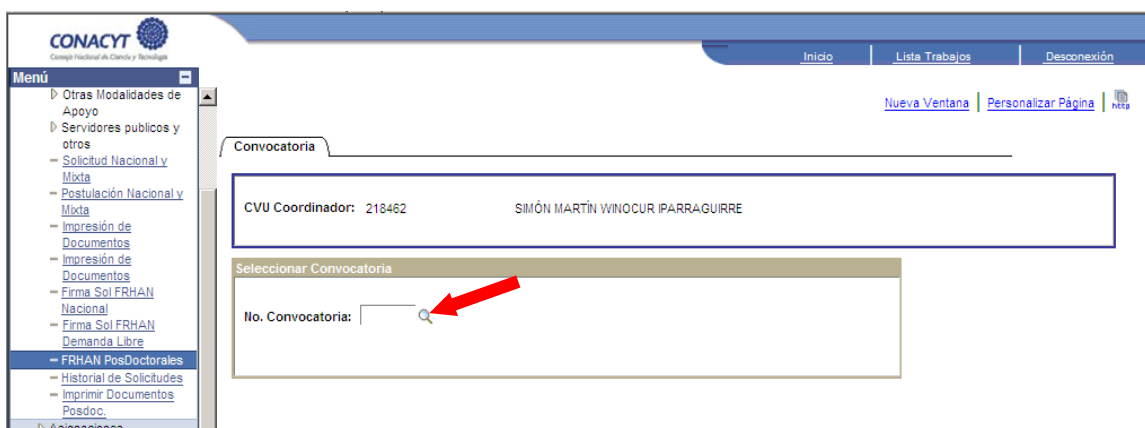 CONACYT
Consejo Nacional de Ciencia y Tecnología
Inicio
Lista Trabajos
Desconexión
Menú
Otras Modalidades de
Apoyo
Servidores publicos y
otros
Solicitud Nacional y
Mixta
Postulación Nacional y
Mixta
Impresión de
Documentos
Impresión de
Documentos
Firma Sol FRHAN
Nacional
Firma Sol FRHAN
Demanda Libre
FRHAN PosDoctorales
Historial de Solicitudes
Imprimir Documentos
Posdoc.
Asignaciones
Nueva Ventana
Personalizar Página
http
Convocatoria
CVU Coordinador: 218462 SIMÓN MARTÍN WINOCUR IPARRAGUIRRE
Seleccionar Convocatoria
No. Convocatoria: